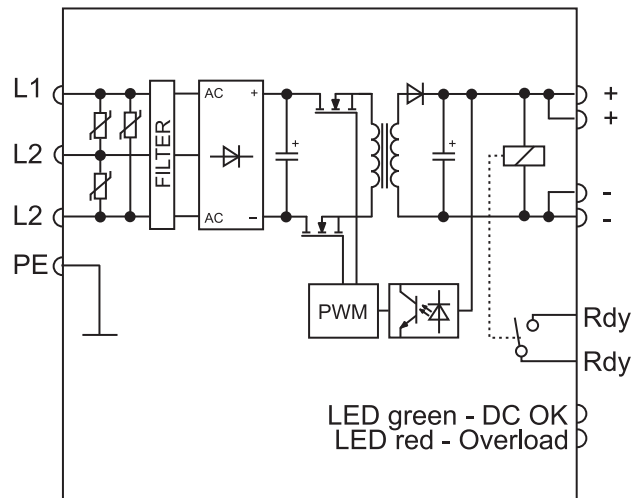 L1
L2
L2
PE
FILTER
AC
+
AC
-
+
+
PWM
+
+
-
-
Rdy
Rdy
LED green - DC OK
LED red - Overload